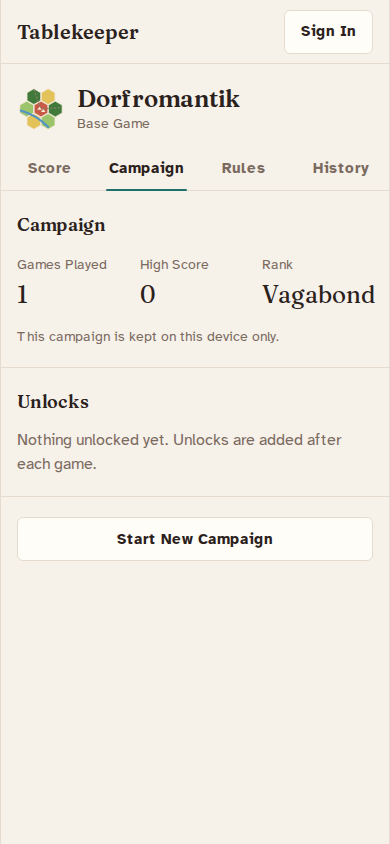 Tablekeeper
Sign In
Dorfromantik
Base Game
Score Campaign Rules History
Campaign
Games Played High Score Rank
1 0 Vagabond
This campaign is kept on this device only.
Unlocks
Nothing unlocked yet. Unlocks are added after
each game.
Start New Campaign